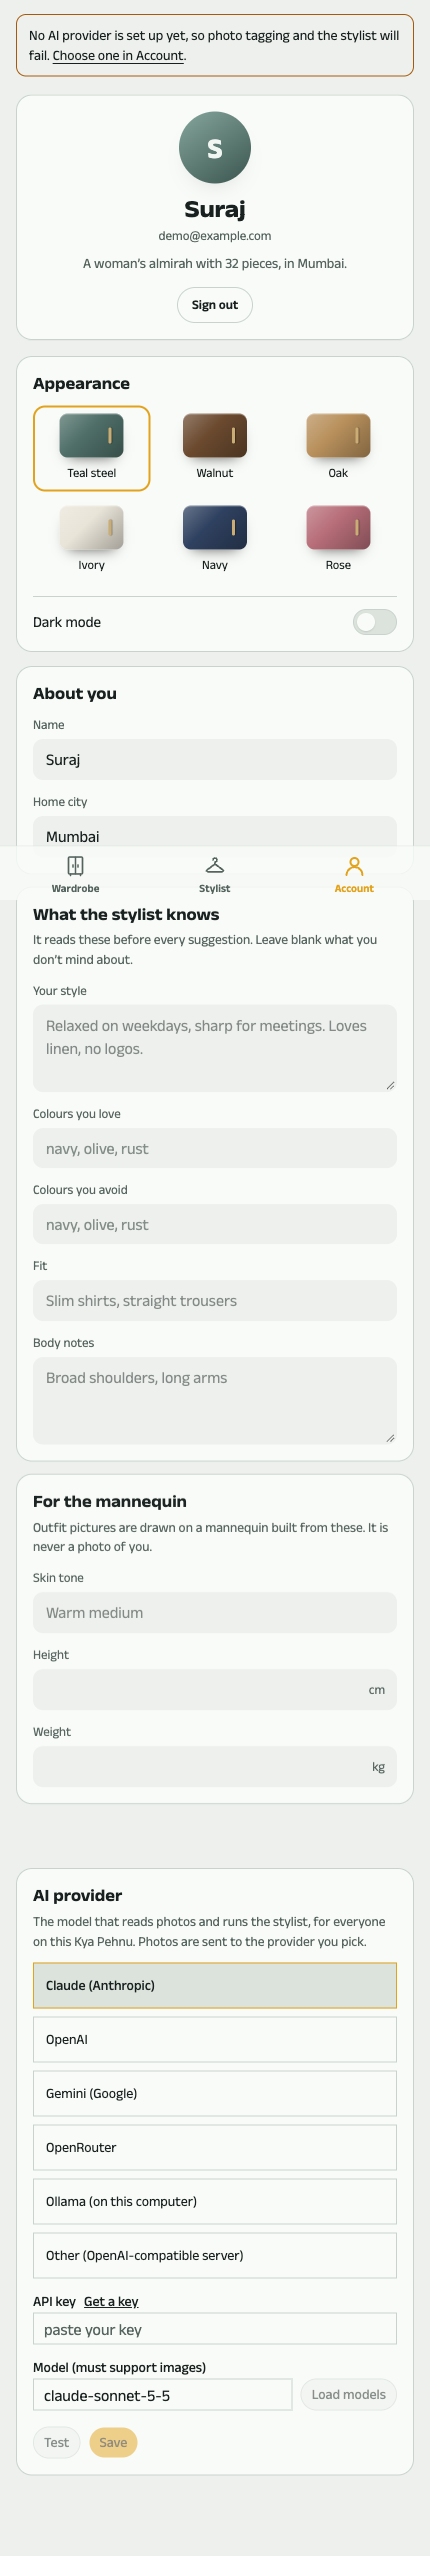 No AI provider is set up yet, so photo tagging and the stylist will
fail. Choose one in Account.
S
Suraj
demo@example.com
A woman’s almirah with 32 pieces, in Mumbai.
Sign out
Appearance
Teal steel
Walnut
Oak
Ivory
Navy
Rose
Dark mode
About you
Name
Suraj
Home city
Mumbai
Wardrobe
Stylist
Account
What the stylist knows
It reads these before every suggestion. Leave blank what you
don’t mind about.
Your style
Relaxed on weekdays, sharp for meetings. Loves
linen, no logos.
Colours you love
navy, olive, rust
Colours you avoid
navy, olive, rust
Fit
Slim shirts, straight trousers
Body notes
Broad shoulders, long arms
For the mannequin
Outfit pictures are drawn on a mannequin built from these. It is
never a photo of you.
Skin tone
Warm medium
Height
cm
Weight
kg
AI provider
The model that reads photos and runs the stylist, for everyone
on this Kya Pehnu. Photos are sent to the provider you pick.
Claude (Anthropic)
OpenAI
Gemini (Google)
OpenRouter
Ollama (on this computer)
Other (OpenAI-compatible server)
API key Get a key
paste your key
Model (must support images)
claude-sonnet-5-5
Load models
Test
Save